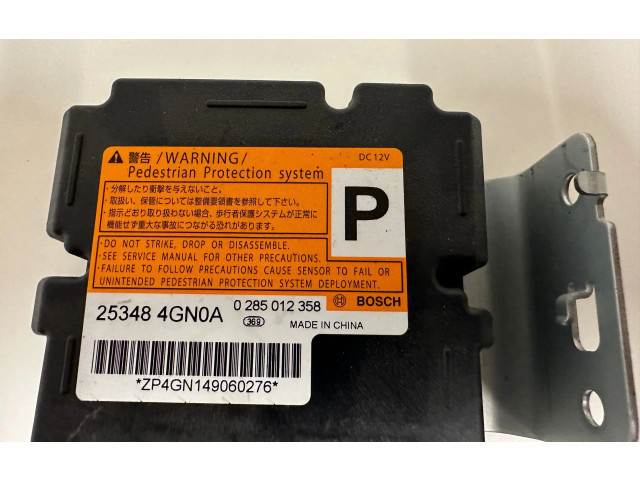 警告 /WARNING/
DC12V
Pedestrian Protection system
P
・分解したり衝撃を与えないこと。
・取扱い、保管については整備要領書を参照して下さい。
・指示どおり取り扱わない場合、歩行者保護システムが正常に
機能せず重大な事故につながる恐れがあります。
・DO NOT STRIKE, DROP OR DISASSEMBLE.
・SEE SERVICE MANUAL FOR OTHER PRECAUTIONS.
・FAILURE TO FOLLOW PRECAUTIONS CAUSE SENSOR TO FAIL OR
UNINTENDED PEDESTRIAN PROTECTION SYSTEM DEPLOYMENT.
25348 4GN0A
0 285 012 358
BOSCH
369
MADE IN CHINA
*ZP4GN149060276*